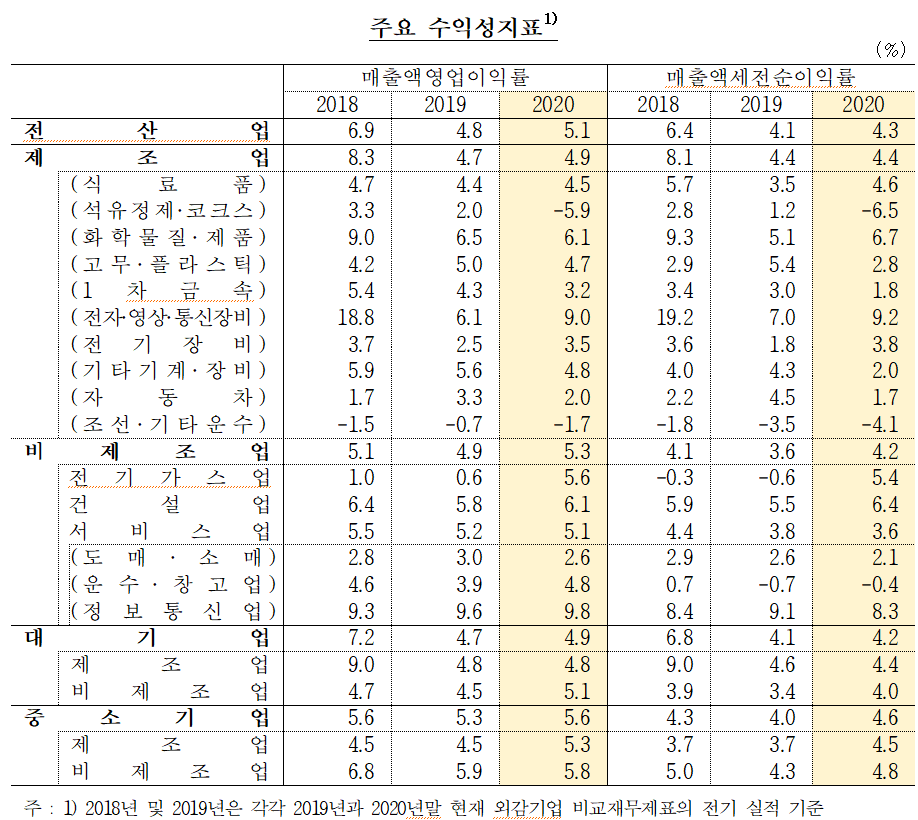 주요 수익성지표1)
(%)
매출액영업이익률 매출액세전순이익률
2018 2019 2020 2018 2019 2020
전 산 업 6.9 4.8 5.1 6.4 4.1 4.3
제 조 업 8.3 4.7 4.9 8.1 4.4 4.4
(식 료 품) 4.7 4.4 4.5 5.7 3.5 4.6
(석유정제·코크스) 3.3 2.0 -5.9 2.8 1.2 -6.5
(화학물질·제품) 9.0 6.5 6.1 9.3 5.1 6.7
(고무·플라스틱) 4.2 5.0 4.7 2.9 5.4 2.8
(1 차 금 속) 5.4 4.3 3.2 3.4 3.0 1.8
(전자·영상·통신장비) 18.8 6.1 9.0 19.2 7.0 9.2
(전 기 장 비) 3.7 2.5 3.5 3.6 1.8 3.8
(기타기계·장비) 5.9 5.6 4.8 4.0 4.3 2.0
(자 동 차) 1.7 3.3 2.0 2.2 4.5 1.7
(조선·기타운수) -1.5 -0.7 -1.7 -1.8 -3.5 -4.1
비 제 조 업 5.1 4.9 5.3 4.1 3.6 4.2
전 기 가 스 업 1.0 0.6 5.6 -0.3 -0.6 5.4
건 설 업 6.4 5.8 6.1 5.9 5.5 6.4
서 비 스 업 5.5 5.2 5.1 4.4 3.8 3.6
(도 매 · 소 매) 2.8 3.0 2.6 2.9 2.6 2.1
(운 수 · 창 고 업) 4.6 3.9 4.8 0.7 -0.7 -0.4
(정 보 통 신 업) 9.3 9.6 9.8 8.4 9.1 8.3
대 기 업 7.2 4.7 4.9 6.8 4.1 4.2
제 조 업 9.0 4.8 4.8 9.0 4.6 4.4
비 제 조 업 4.7 4.5 5.1 3.9 3.4 4.0
중 소 기 업 5.6 5.3 5.6 4.3 4.0 4.6
제 조 업 4.5 4.5 5.3 3.7 3.7 4.5
비 제 조 업 6.8 5.9 5.8 5.0 4.3 4.8
주 : 1) 2018년 및 2019년은 각각 2019년과 2020년말 현재 외감기업 비교재무제표의 전기 실적 기준